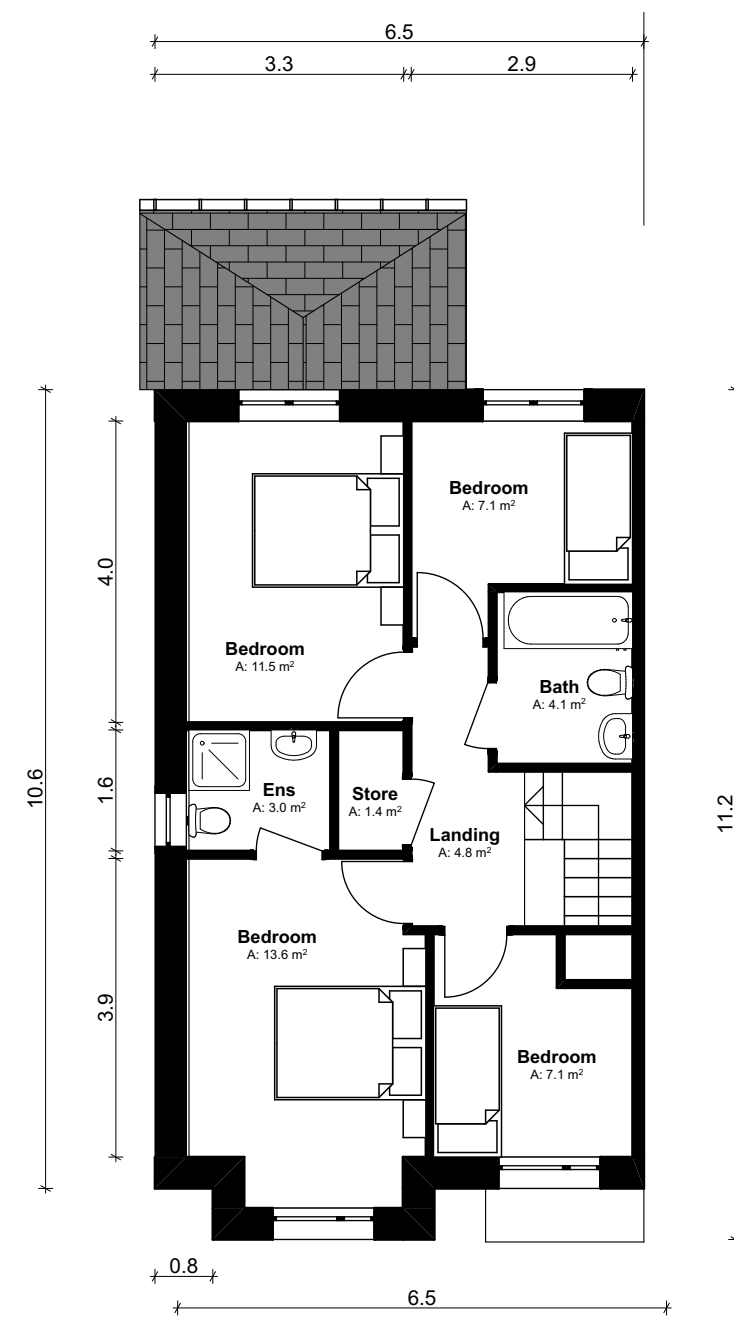 6.5
3.3
2.9
Bedroom
A: 7.1 m²
4.0
Bedroom
A: 11.5 m²
Bath
A: 4.1 m²
10.6
1.6
Ens
A: 3.0 m²
Store
A: 1.4 m²
Landing
A: 4.8 m²
11.2
Bedroom
A: 13.6 m²
3.9
Bedroom
A: 7.1 m²
0.8
6.5